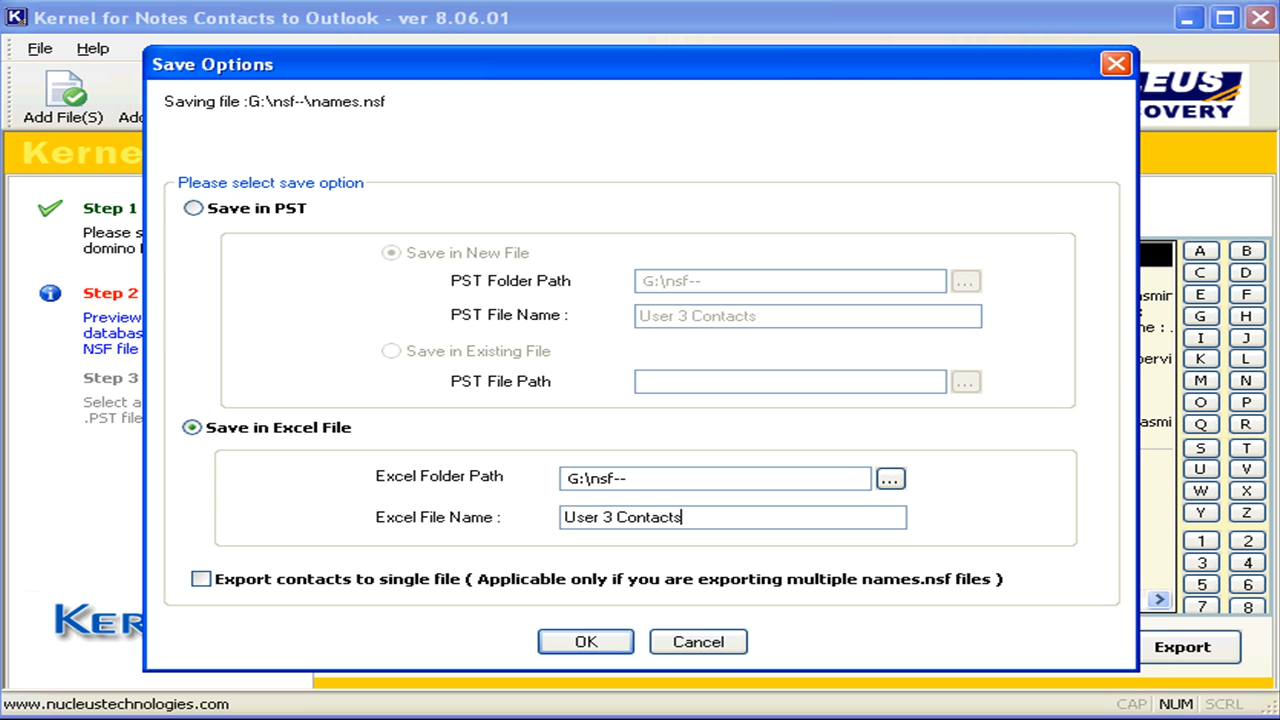 Kernel for Notes Contacts to Outlook - ver 8.06.01
File Help
Save Options
Saving file :G:\nsf--\names.nsf
Add File(S)
OVERY
Kerne
Please select save option
Step 1
Save in PST
Please
Save in New File
PST Folder Path G:\nsf-- ...
Step 2
PST File Name : User 3 Contacts
Preview
NSF file
Save in Existing File
Step 3
PST File Path ...
Select a
.PST file
Save in Excel File
Excel Folder Path G:\nsf-- ...
Excel File Name : User 3 Contacts
Export contacts to single file ( Applicable only if you are exporting multiple names.nsf files )
OK Cancel
A B
C D
E F
G H
I J
K L
M N
O P
Q R
S T
U V
W X
Y Z
1 2
3 4
5 6
7 8
Export
www.nucleustechnologies.com
CAP NUM SCRL